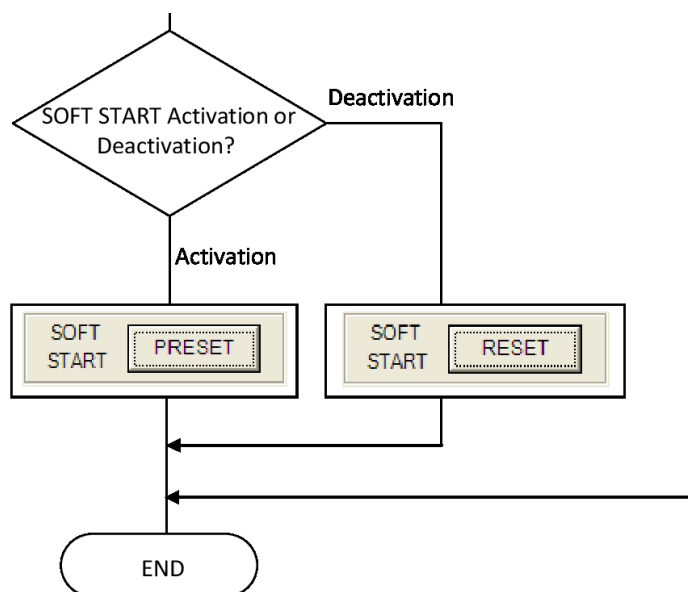 Deactivation
SOFT START Activation or
Deactivation?
Activation
SOFT
START
PRESET
SOFT
START
RESET
END